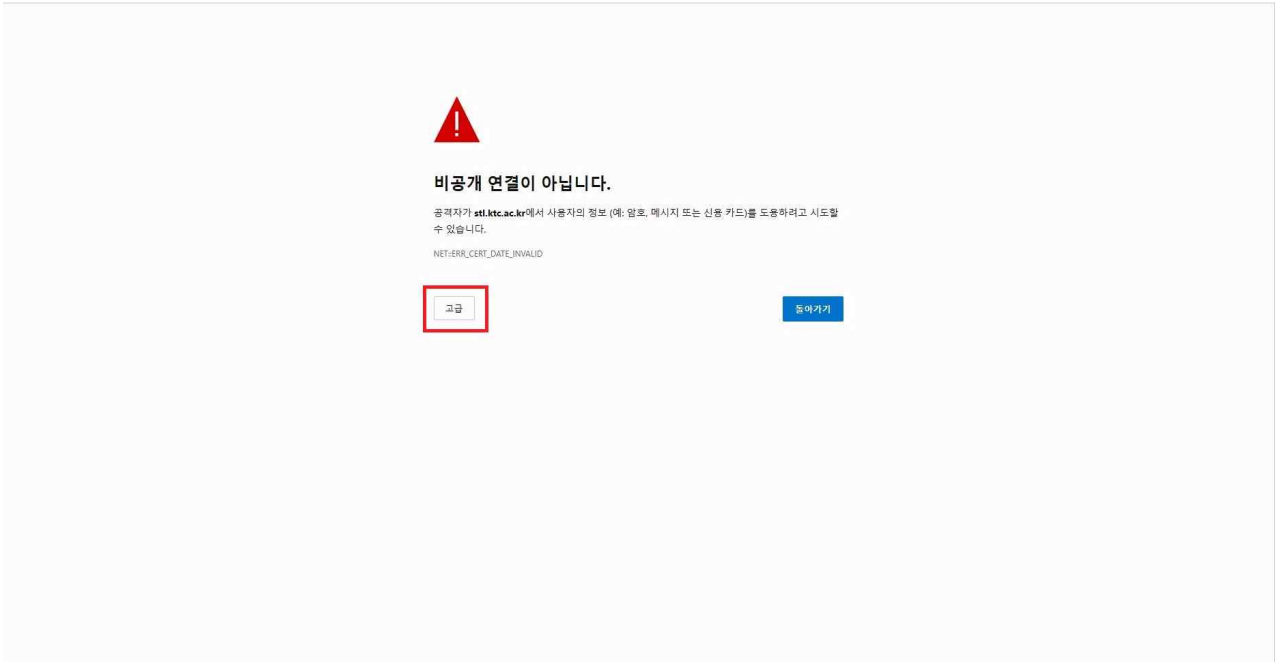 비공개 연결이 아닙니다.
공격자가 stl.ktc.ac.kr에서 사용자의 정보 (예: 암호, 메시지 또는 신용 카드)를 도용하려고 시도할
수 있습니다.
NET::ERR_CERT_DATE_INVALID
고급
돌아가기